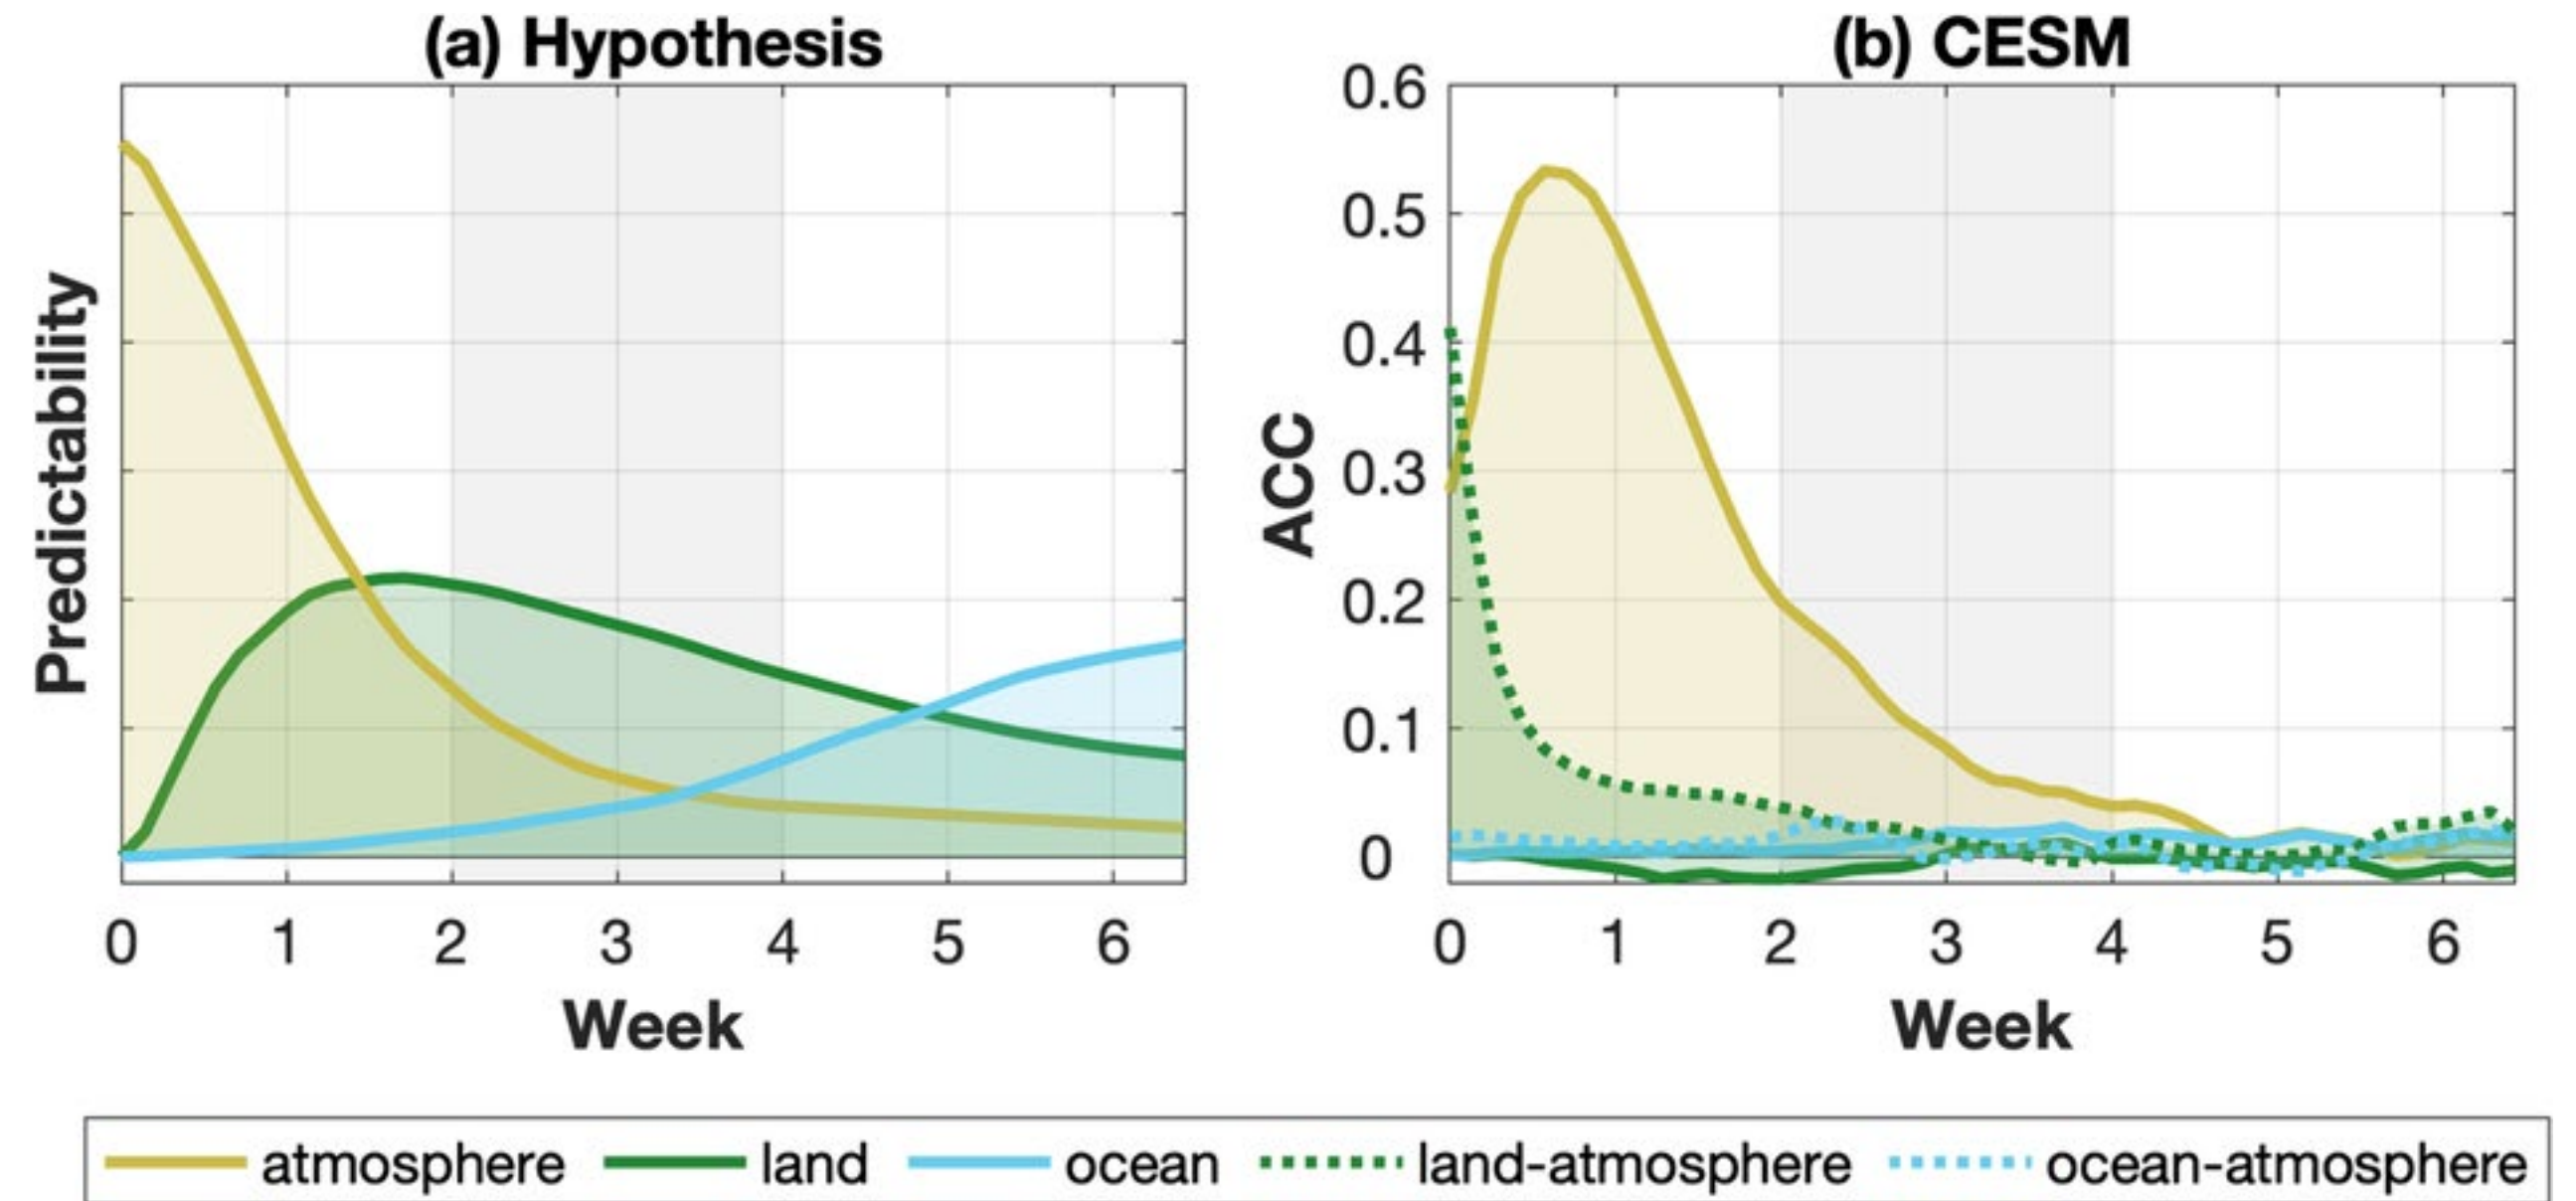 (a) Hypothesis
Predictability
0 1 2 3 4 5 6
Week
(b) CESM
ACC
0.6
0.5
0.4
0.3
0.2
0.1
0
0 1 2 3 4 5 6
Week
atmosphere land ocean land-atmosphere ocean-atmosphere